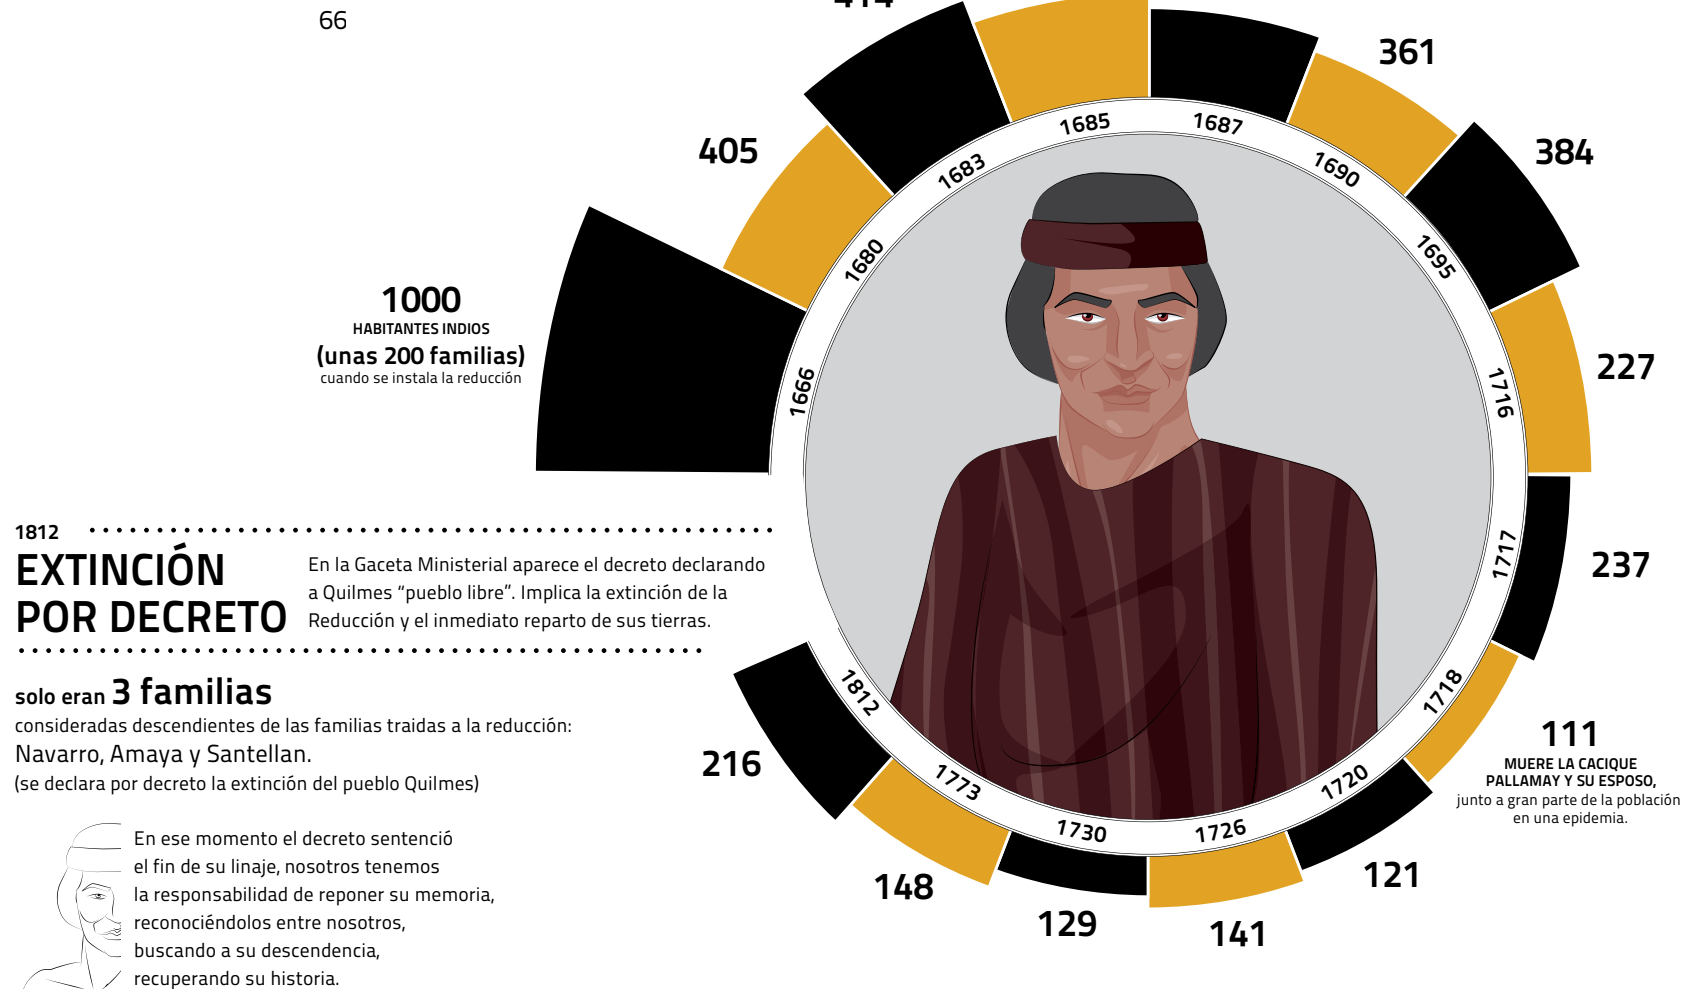 66
414
361
405
384
1685
1687
1683
1690
1680
1695
1000
HABITANTES INDIOS
(unas 200 familias)
cuando se instala la reducción
1666
1716
227
1717
237
1812
EXTINCIÓN
POR DECRETO
En la Gaceta Ministerial aparece el decreto declarando
a Quilmes “pueblo libre”. Implica la extinción de la
Reducción y el inmediato reparto de sus tierras.
solo eran 3 familias
consideradas descendientes de las familias traidas a la reducción:
Navarro, Amaya y Santellan.
(se declara por decreto la extinción del pueblo Quilmes)
1812
1718
216
1773
1720
111
MUERE LA CACIQUE
PALLAMAY Y SU ESPOSO,
junto a gran parte de la población
en una epidemia.
1730
1726
148
121
129
141
En ese momento el decreto sentenció
el fin de su linaje, nosotros tenemos
la responsabilidad de reponer su memoria,
reconociéndolos entre nosotros,
buscando a su descendencia,
recuperando su historia.